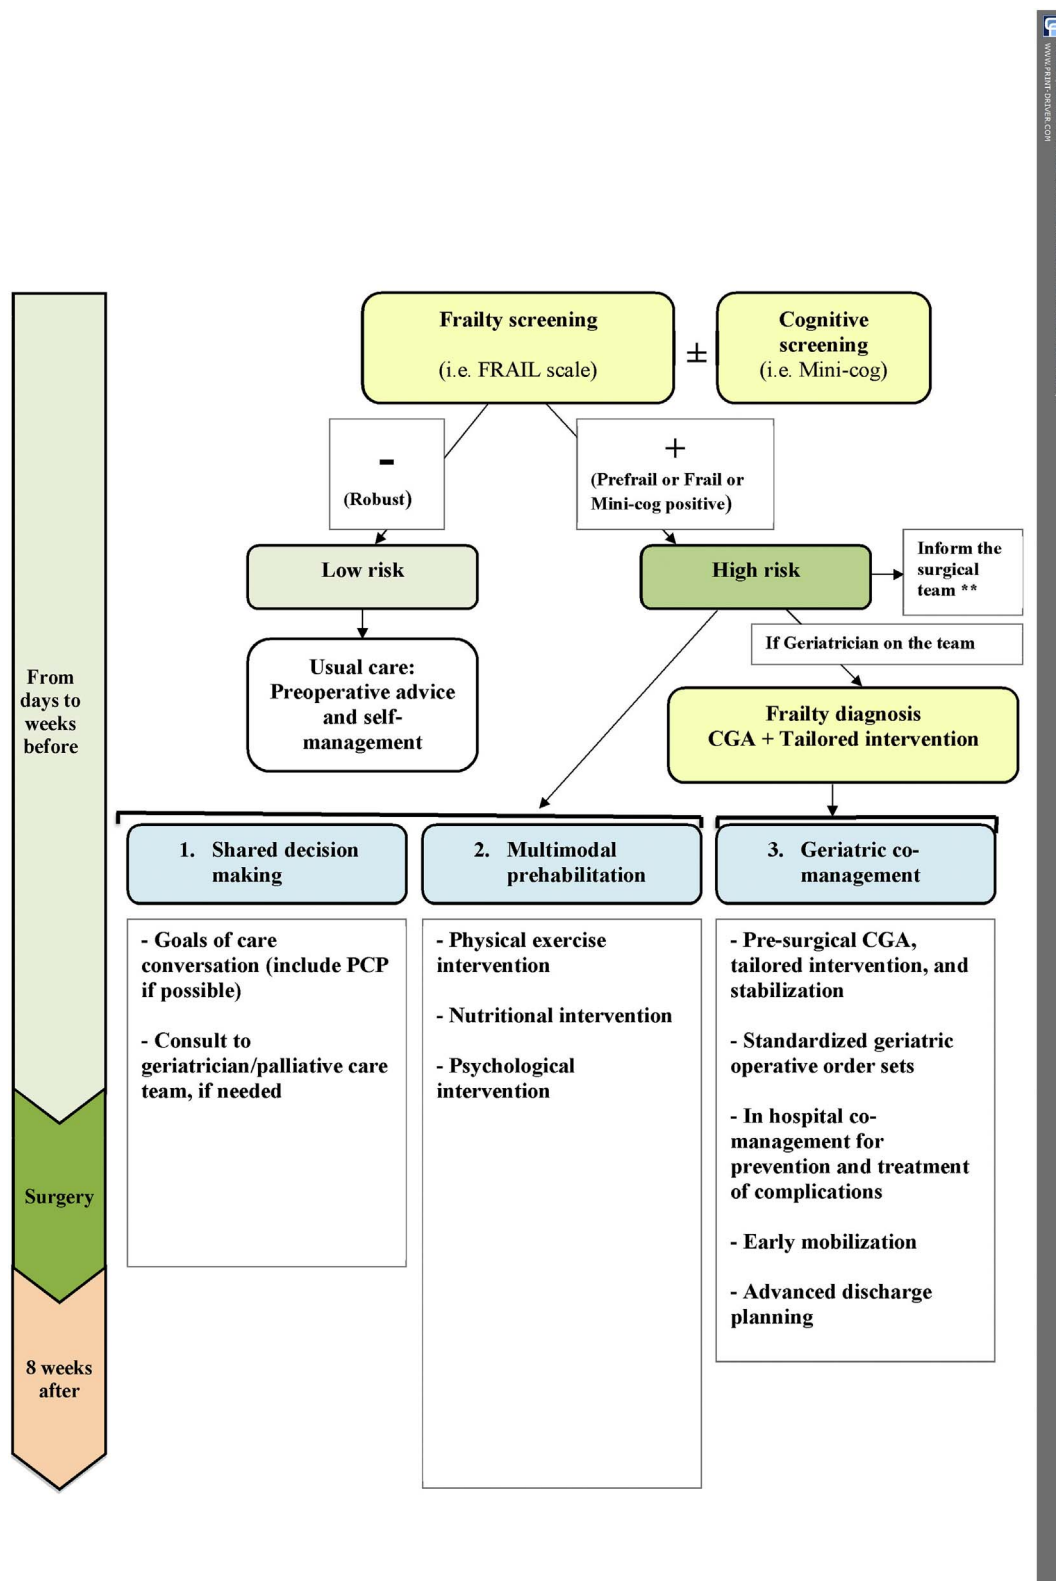 WWW.PRINT-DRIVER.COM
Frailty screening
(i.e. FRAIL scale)
±
Cognitive
screening
(i.e. Mini-cog)
-
(Robust)
+
(Prefrail or Frail or
Mini-cog positive)
Low risk
High risk
Inform the
surgical
team **
If Geriatrician on the team
Usual care:
Preoperative advice
and self-
management
Frailty diagnosis
CGA + Tailored intervention
From
days to
weeks
before
1. Shared decision
making
2. Multimodal
prehabilitation
3. Geriatric co-
management
- Goals of care
conversation (include PCP
if possible)
- Consult to
geriatrician/palliative care
team, if needed
- Physical exercise
intervention
- Nutritional intervention
- Psychological
intervention
- Pre-surgical CGA,
tailored intervention, and
stabilization
- Standardized geriatric
operative order sets
- In hospital co-
management for
prevention and treatment
of complications
- Early mobilization
- Advanced discharge
planning
Surgery
8 weeks
after